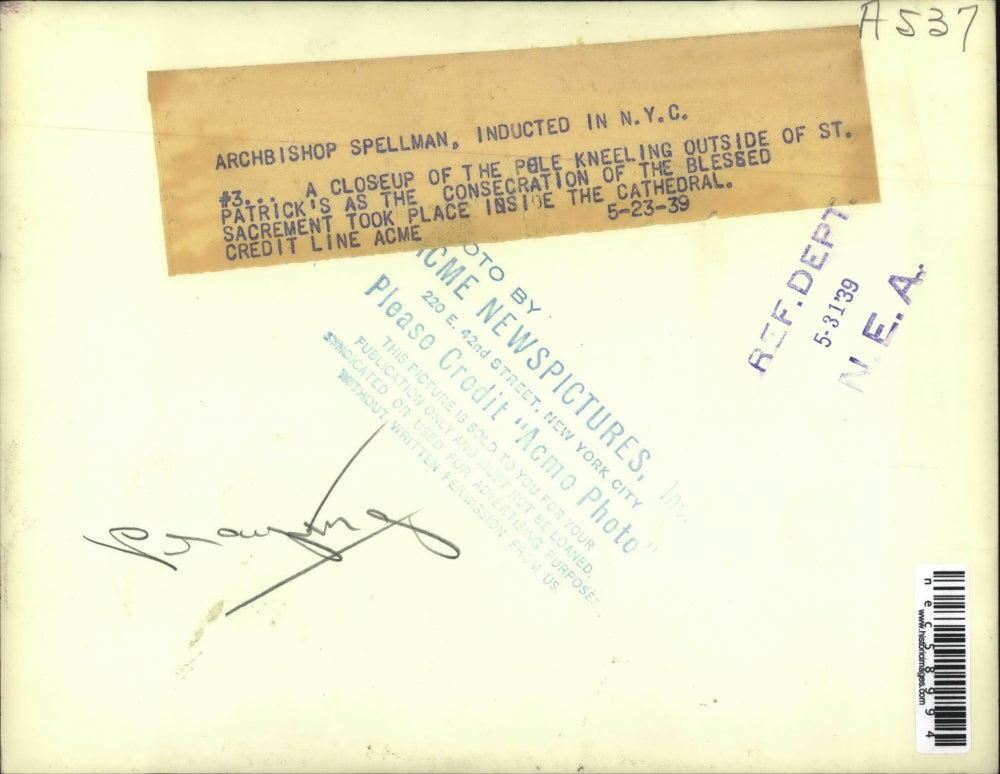 A537
ARCHBISHOP SPELLMAN, INDUCTED IN N.Y.C.
#3... A CLOSEUP OF THE POLE KNEELING OUTSIDE OF ST.
PATRICK'S AS THE CONSECRATION OF THE BLESSED
SACREMENT TOOK PLACE INSIDE THE CATHEDRAL.
CREDIT LINE ACME 5-23-39
OTO BY
ACME NEWSPICTURES, Inc.
220 E. 42nd STREET, NEW YORK CITY
Please Credit "Acme Photo"
THIS PICTURE IS SOLD TO YOU FOR YOUR
PUBLICATION ONLY AND MUST NOT BE LOANED,
SYNDICATED OR USED FOR ADVERTISING PURPOSES
WITHOUT WRITTEN PERMISSION FROM US.
REF. DEPT.
5-31'39
N. E. A.
Praying
nec58994
www.historicimages.com